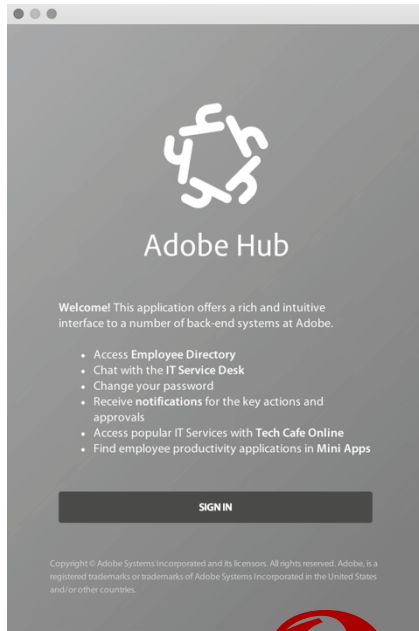 Adobe Hub
Welcome! This application offers a rich and intuitive
interface to a number of back-end systems at Adobe.
• Access Employee Directory
• Chat with the IT Service Desk
• Change your password
• Receive notifications for the key actions and
approvals
• Access popular IT Services with Tech Cafe Online
• Find employee productivity applications in Mini Apps
SIGN IN
Copyright © Adobe Systems Incorporated and its licensors. All rights reserved. Adobe, is a
registered trademarks or trademarks of Adobe Systems Incorporated in the United States
and/or other countries.